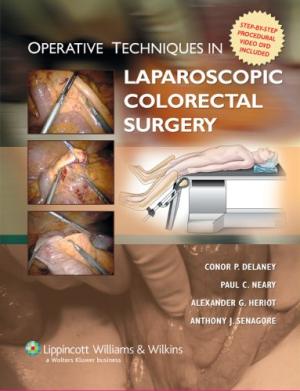 STEP-BY-STEP
PROCEDURAL
VIDEO DVD
INCLUDED
OPERATIVE TECHNIQUES IN
LAPAROSCOPIC
COLORECTAL
SURGERY
CONOR P. DELANEY
PAUL C. NEARY
ALEXANDER G. HERIOT
ANTHONY J. SENAGORE
Lippincott Williams & Wilkins
a Wolters Kluwer business